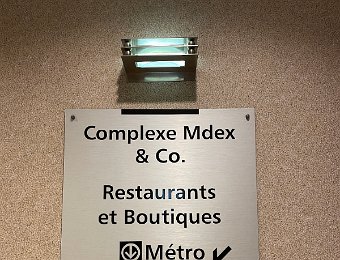 Complexe Mdex
& Co.
Restaurants
et Boutiques
Métro